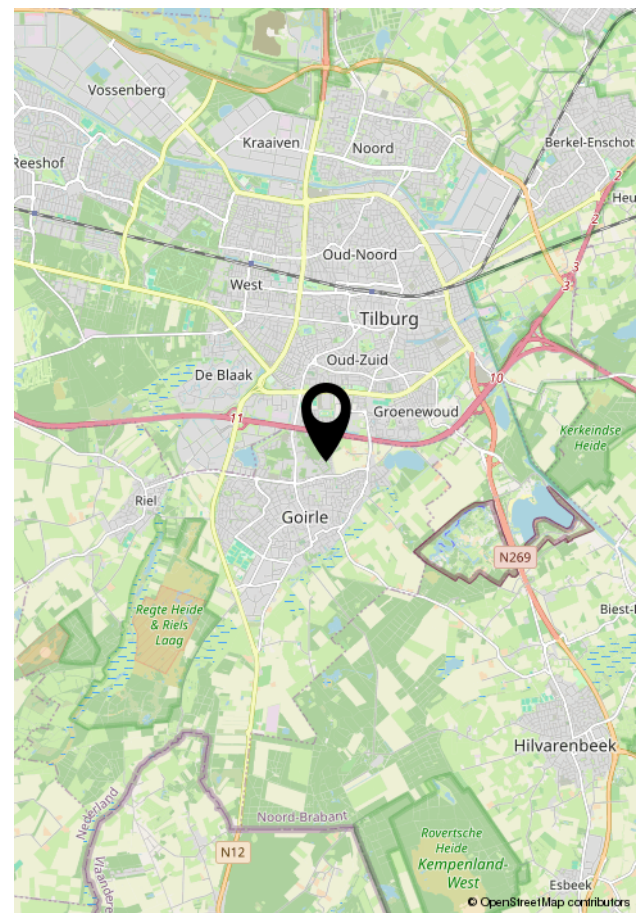 Vossenberg
Kraaiven
Noord
Berkel-Enschot
Reeshof
2
Heu
2
Oud-Noord
3
West
3
Tilburg
Oud-Zuid
De Blaak
10
Groenewoud
11
Kerkeindse
Heide
Riel
Goirle
N269
Regte Heide
& Riels
Laag
Biest-
Hilvarenbeek
Nederland
Noord-Brabant
Vlaandere
N12
Rovertsche
Heide
Kempenland-
West
Esbeek
© OpenStreetMap contributors